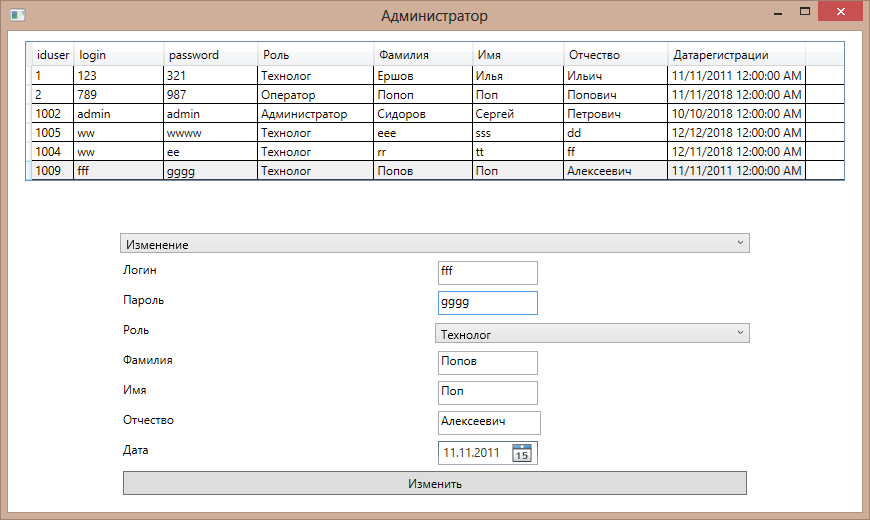 Администратор
iduser login password Роль Фамилия Имя Отчество Датарегистрации
1 123 321 Технолог Ершов Илья Ильич 11/11/2011 12:00:00 AM
2 789 987 Оператор Попоп Поп Попович 11/11/2018 12:00:00 AM
1002 admin admin Администратор Сидоров Сергей Петрович 10/10/2018 12:00:00 AM
1005 ww wwww Технолог eee sss dd 12/12/2018 12:00:00 AM
1004 ww ee Технолог rr tt ff 12/11/2018 12:00:00 AM
1009 fff gggg Технолог Попов Поп Алексеевич 11/11/2011 12:00:00 AM
Изменение
Логин fff
Пароль gggg
Роль Технолог
Фамилия Попов
Имя Поп
Отчество Алексеевич
Дата 11.11.2011 15
Изменить